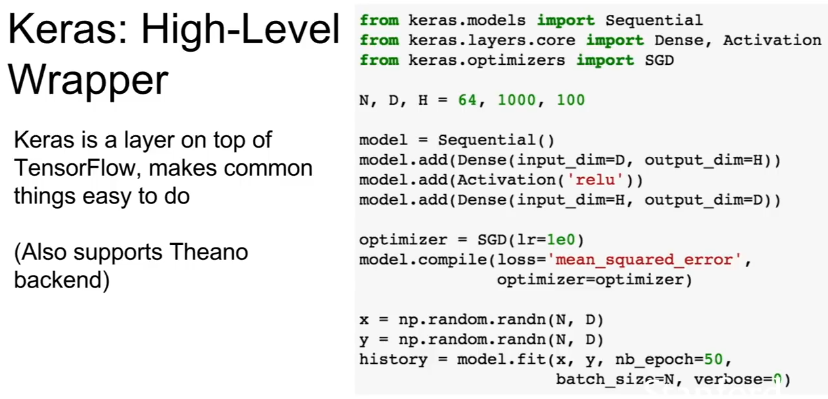 Keras: High-Level
Wrapper
Keras is a layer on top of
TensorFlow, makes common
things easy to do
(Also supports Theano
backend)
from keras.models import Sequential
from keras.layers.core import Dense, Activation
from keras.optimizers import SGD
N, D, H = 64, 1000, 100
model = Sequential()
model.add(Dense(input_dim=D, output_dim=H))
model.add(Activation('relu'))
model.add(Dense(input_dim=H, output_dim=D))
optimizer = SGD(lr=1e0)
model.compile(loss='mean_squared_error',
optimizer=optimizer)
x = np.random.randn(N, D)
y = np.random.randn(N, D)
history = model.fit(x, y, nb_epoch=50,
batch_size=N, verbose=0)